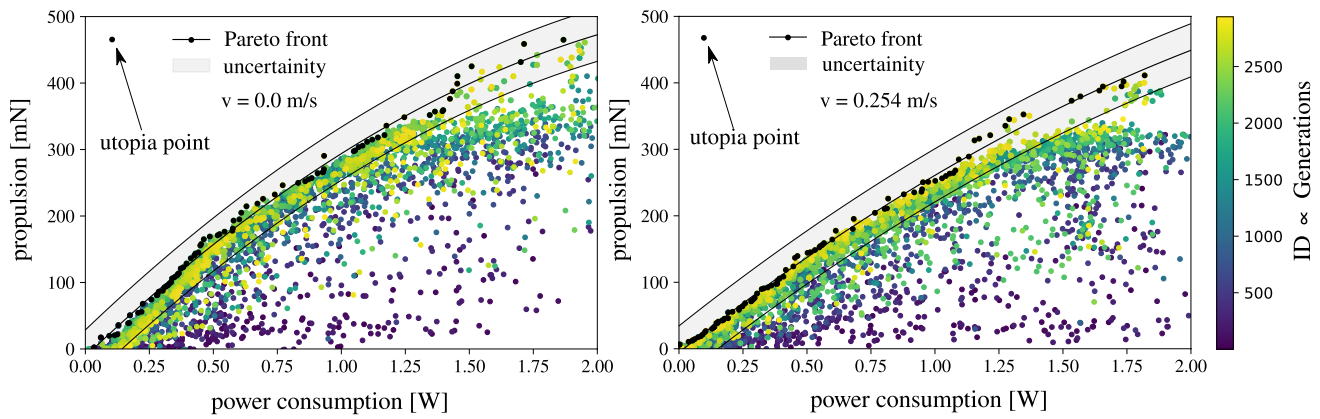 500
400
300
200
100
0
propulsion [mN]
Pareto front
uncertainity
v = 0.0 m/s
utopia point
0.00 0.25 0.50 0.75 1.00 1.25 1.50 1.75 2.00
power consumption [W]
500
400
300
200
100
0
propulsion [mN]
Pareto front
uncertainity
v = 0.254 m/s
utopia point
0.00 0.25 0.50 0.75 1.00 1.25 1.50 1.75 2.00
power consumption [W]
2500
2000
1500
1000
500
ID ∝ Generations